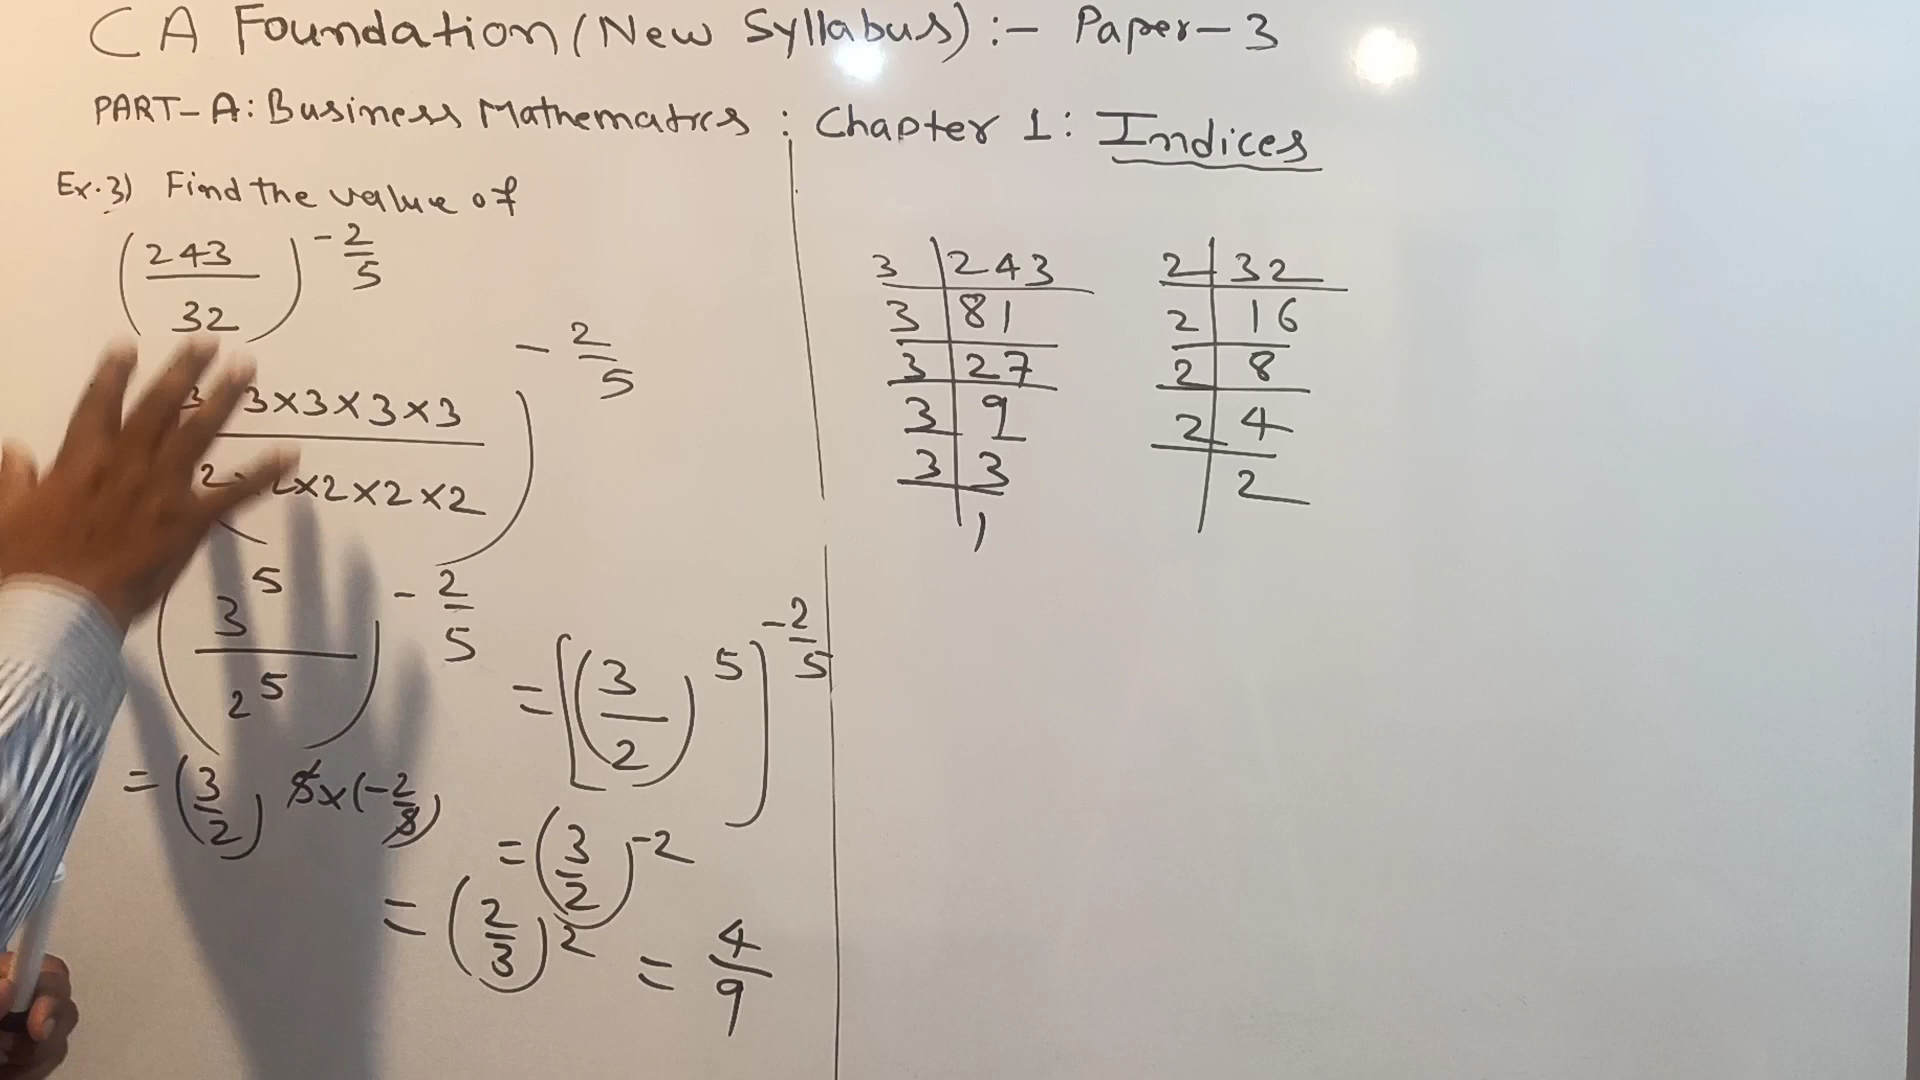 CA Foundation (New Syllabus) :- Paper-3
PART-A: Business Mathematics : Chapter 1: Indices
Ex.3) Find the value of
(243/32)^-2/5
3 3×3×3×3
2 ×2×2×2
- 2/5
(3^5/2^5)^-2/5 = [(3/2)^5]^-2/5
= (3/2)^5×(-2/5)
= (3/2)^-2
= (2/3)^2 = 4/9
3 | 243
3 | 81
3 | 27
3 | 9
3 | 3
1
2 | 32
2 | 16
2 | 8
2 | 4
2